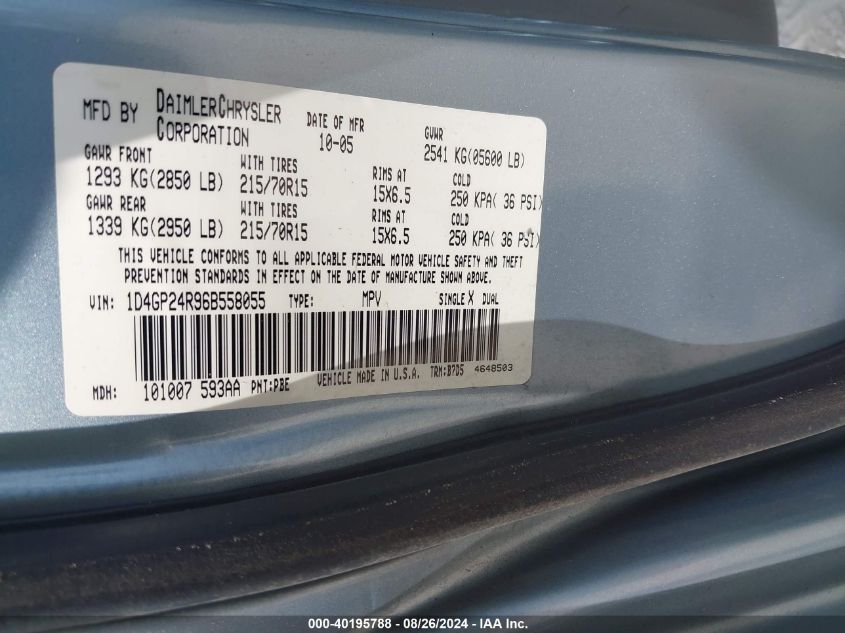 MFD BY DAIMLERCHRYSLER CORPORATION
DATE OF MFR 10-05
GVWR 2541 KG(05600 LB)
GAWR FRONT WITH TIRES RIMS AT COLD
1293 KG(2850 LB) 215/70R15 15X6.5 250 KPA( 36 PSI)
GAWR REAR WITH TIRES RIMS AT COLD
1339 KG(2950 LB) 215/70R15 15X6.5 250 KPA( 36 PSI)
THIS VEHICLE CONFORMS TO ALL APPLICABLE FEDERAL MOTOR VEHICLE SAFETY AND THEFT
PREVENTION STANDARDS IN EFFECT ON THE DATE OF MANUFACTURE SHOWN ABOVE.
VIN: 1D4GP24R96B558055 TYPE: MPV SINGLE X DUAL
MDH: 101007 593AA PNT:PBE VEHICLE MADE IN U.S.A. TRM:B7D5 4648503
000-40195788 - 08/26/2024 - IAA Inc.